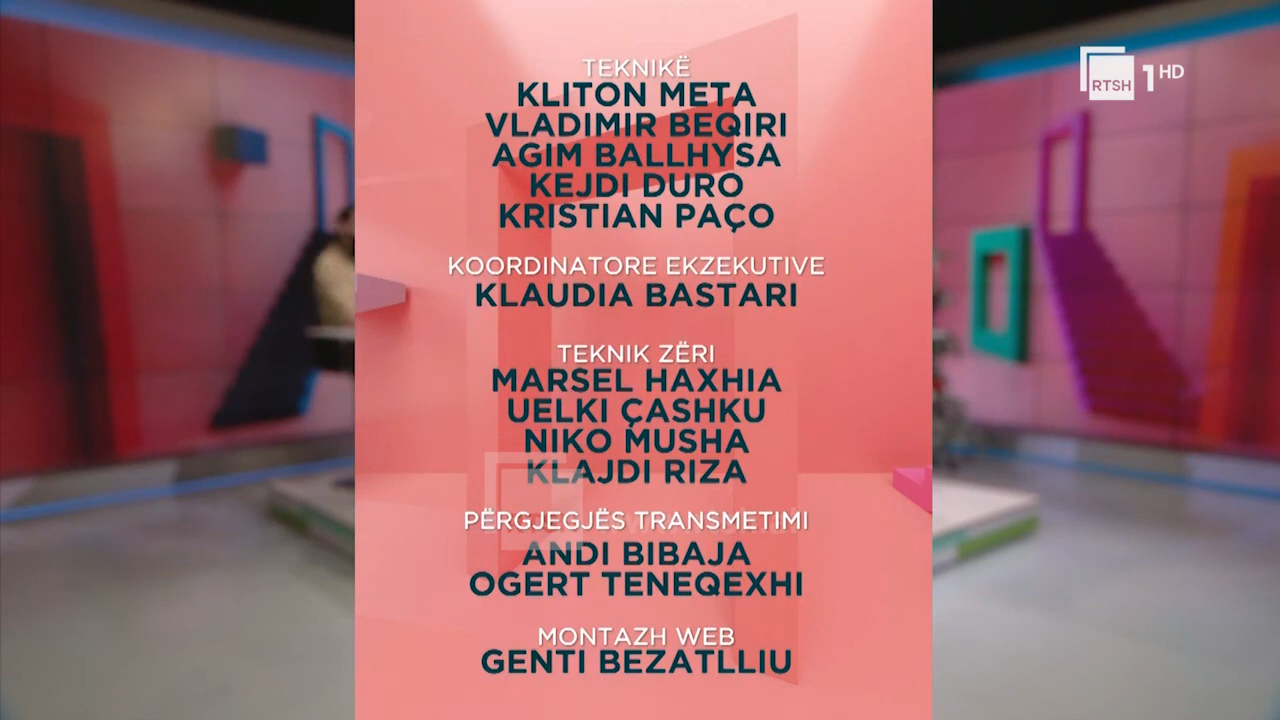 TEKNIKË
KLITON META
VLADIMIR BEQIRI
AGIM BALLHYSA
KEJDI DURO
KRISTIAN PAÇO
KOORDINATORE EKZEKUTIVE
KLAUDIA BASTARI
TEKNIK ZËRI
MARSEL HAXHIA
UELKI ÇASHKU
NIKO MUSHA
KLAJDI RIZA
PËRGJEGJËS TRANSMETIMI
ANDI BIBAJA
OGERT TENEQEXHI
MONTAZH WEB
GENTI BEZATLLIU
RTSH 1 HD